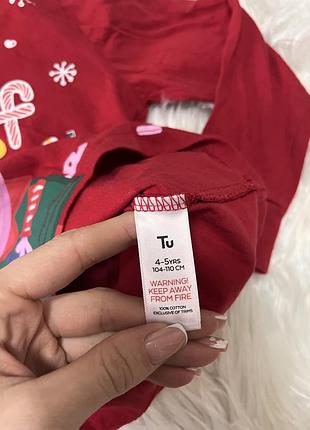 Tu
4-5YRS
104-110 CM
WARNING!
KEEP AWAY
FROM FIRE
100% COTTON
EXCLUSIVE OF TRIMS